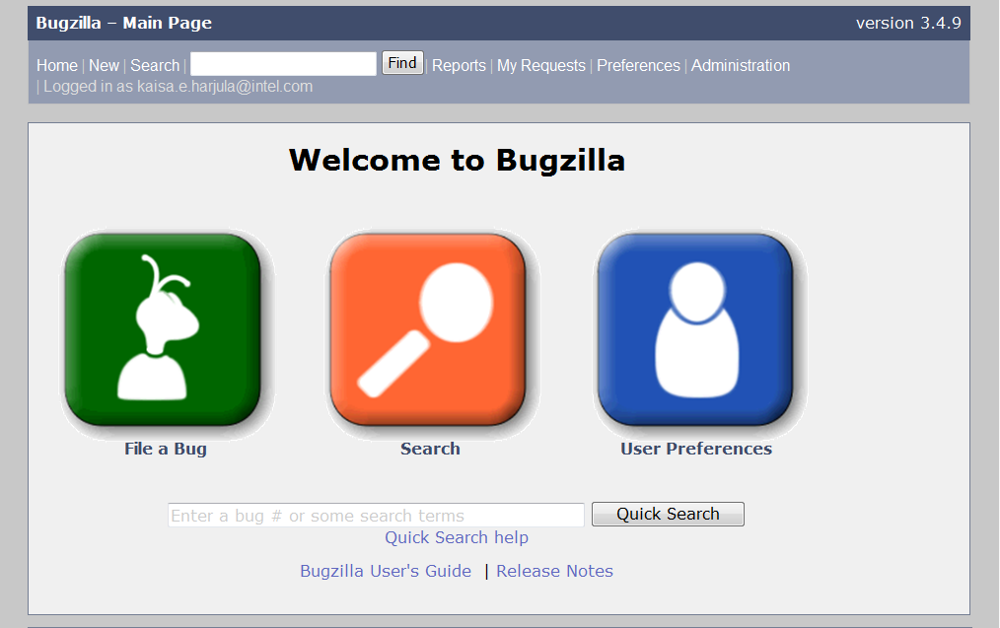 Bugzilla – Main Page version 3.4.9
Home | New | Search | Find | Reports | My Requests | Preferences | Administration
| Logged in as kaisa.e.harjula@intel.com
Welcome to Bugzilla
File a Bug Search User Preferences
Enter a bug # or some search terms Quick Search
Quick Search help
Bugzilla User's Guide | Release Notes